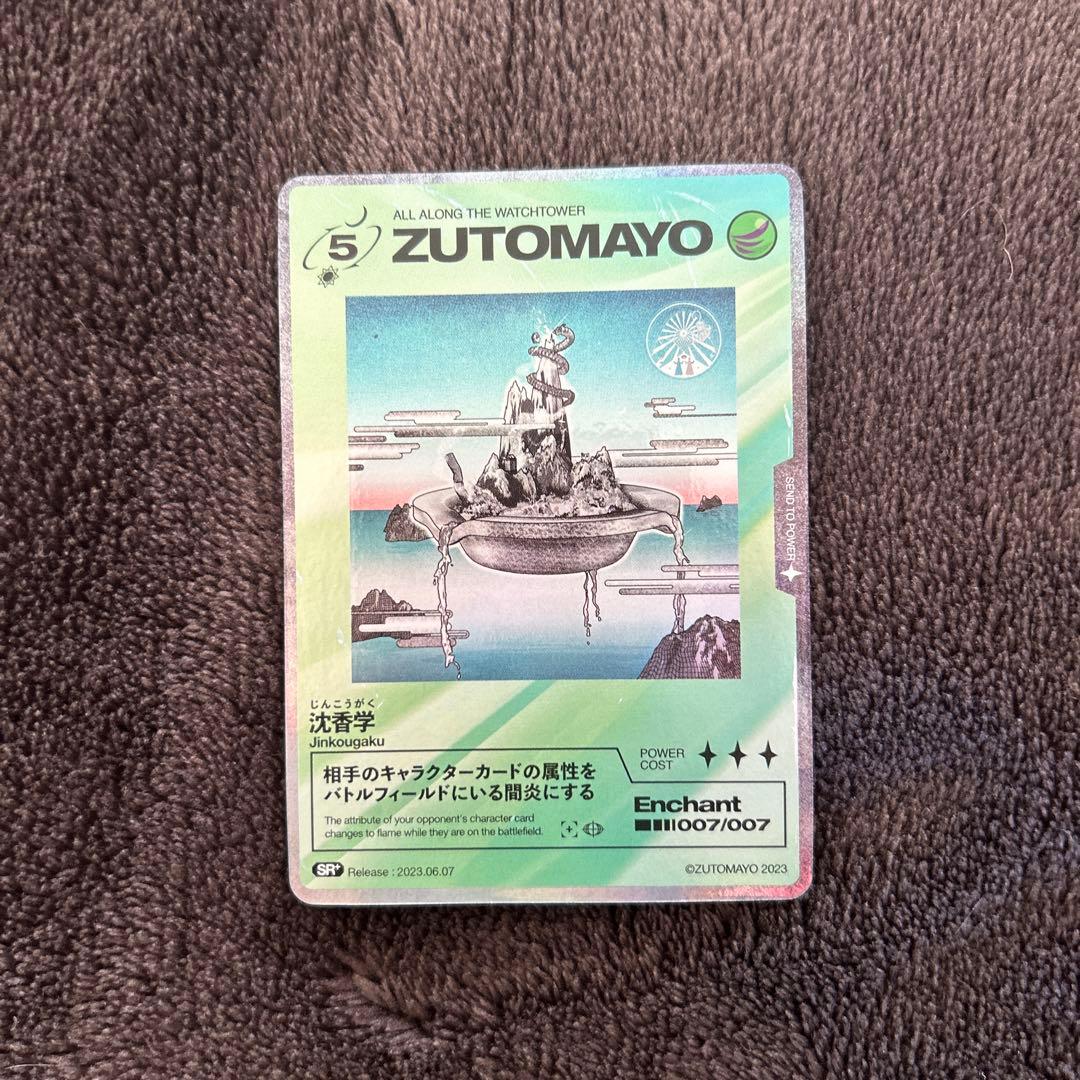 ALL ALONG THE WATCHTOWER
5
ZUTOMAYO
SEND TO POWER
じんこうがく
沈香学
Jinkougaku
POWER
COST
相手のキャラクターカードの属性を
バトルフィールドにいる間炎にする
The attribute of your opponent's character card
changes to flame while they are on the battlefield.
Enchant
007/007
SR+
Release : 2023.06.07
©ZUTOMAYO 2023